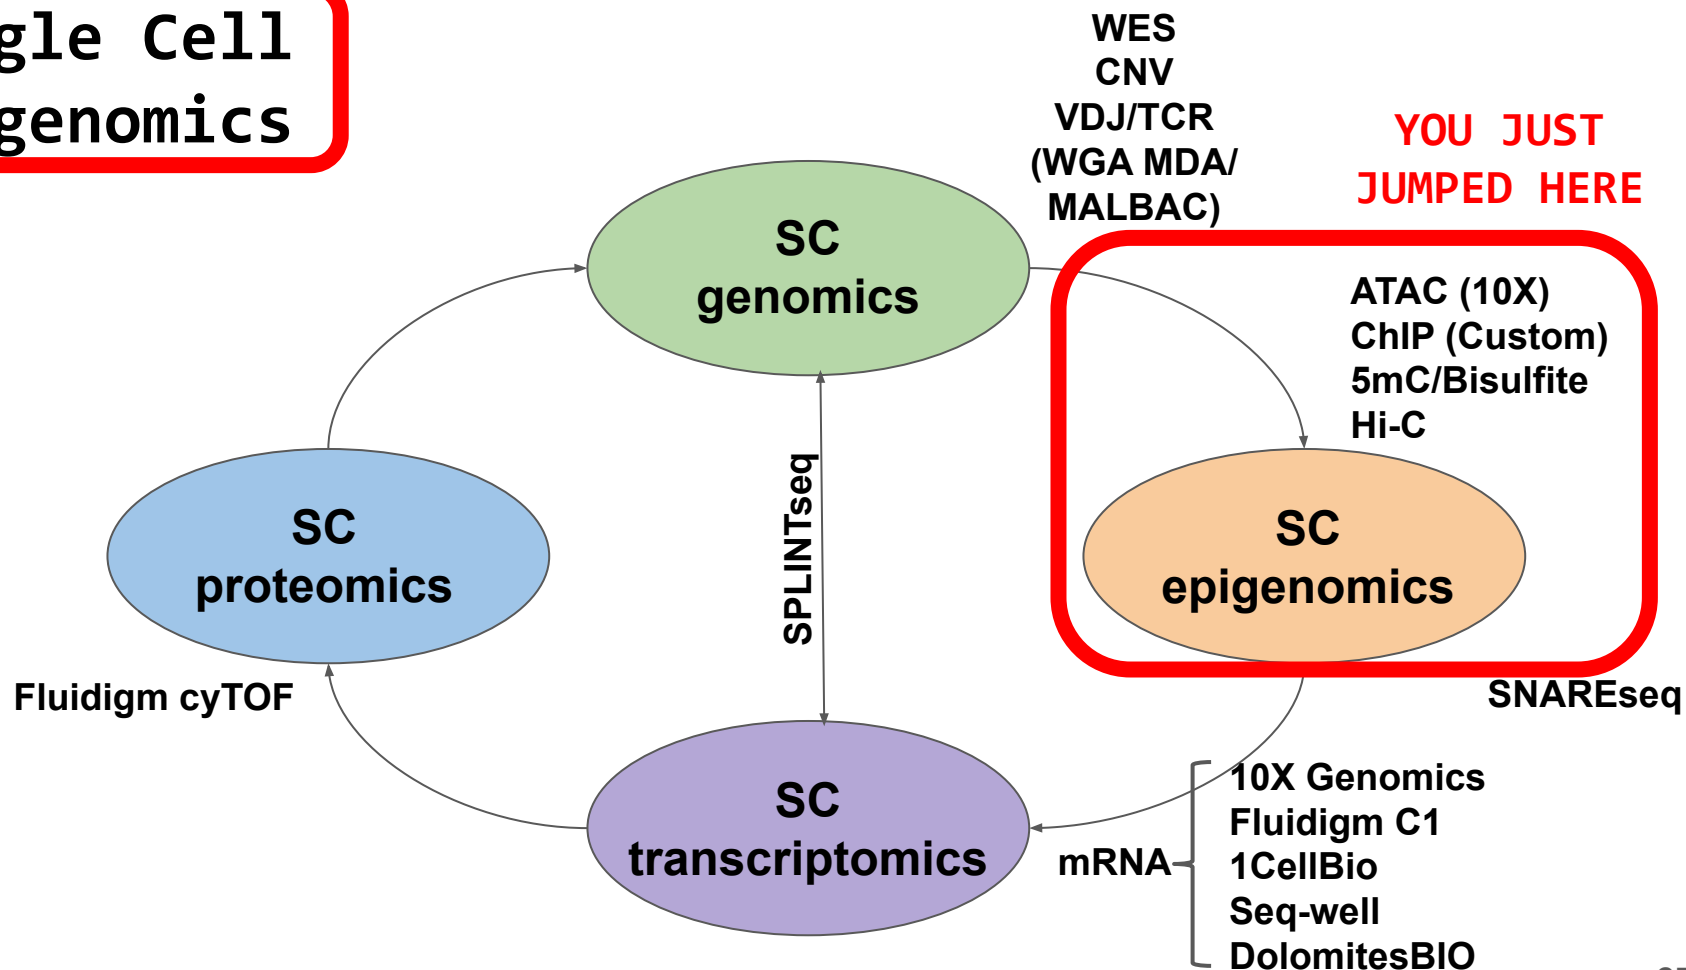 gle Cell
genomics
WES
CNV
VDJ/TCR
(WGA MDA/
MALBAC)
YOU JUST
JUMPED HERE
SC
genomics
ATAC (10X)
ChIP (Custom)
5mC/Bisulfite
Hi-C
SPLINTseq
SC
proteomics
SC
epigenomics
Fluidigm cyTOF
SNAREseq
SC
transcriptomics
mRNA
10X Genomics
Fluidigm C1
1CellBio
Seq-well
DolomitesBIO